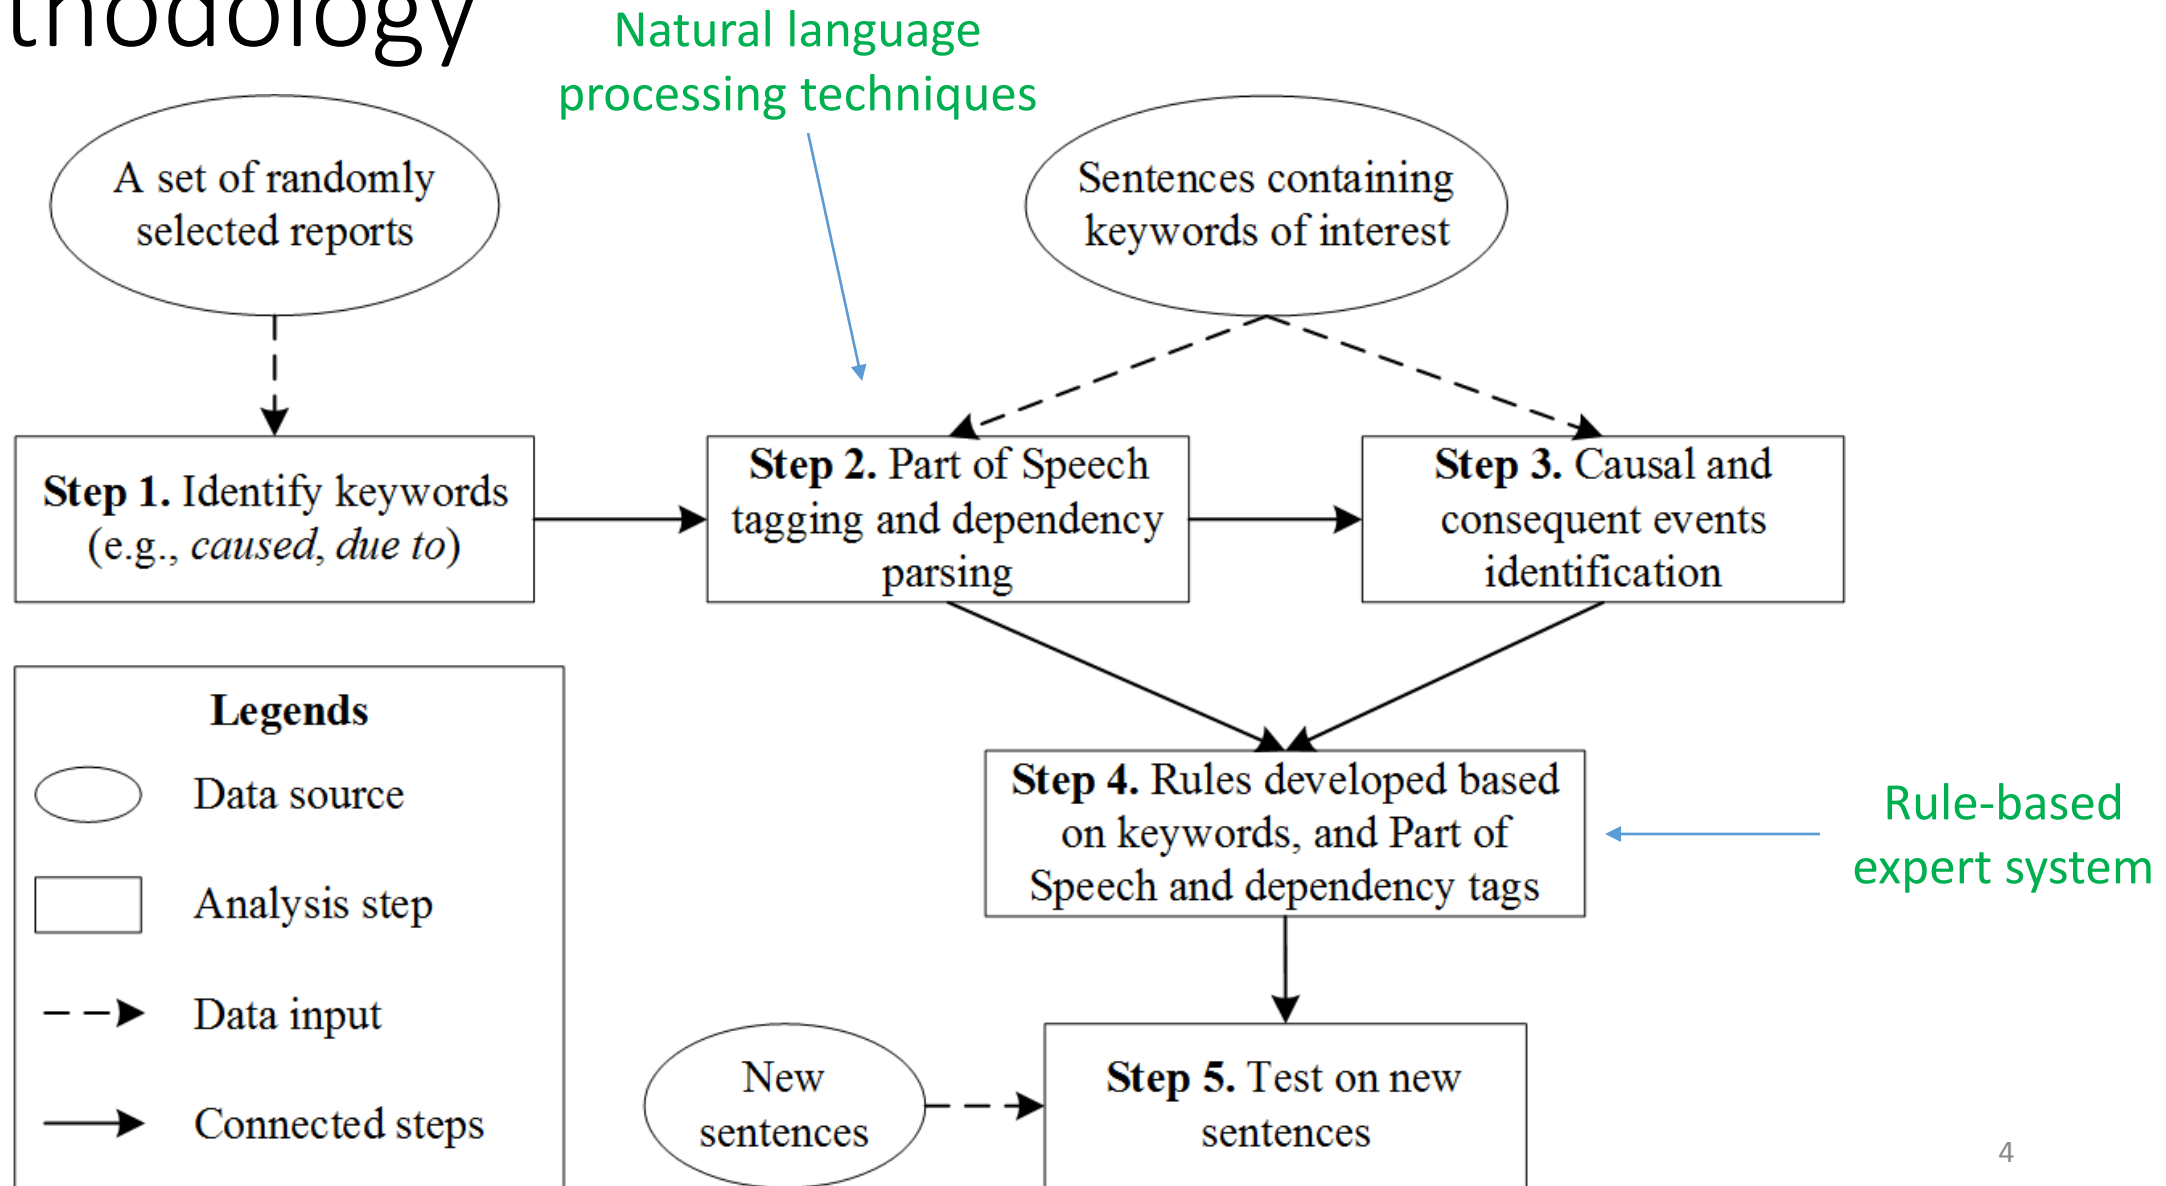 thodology
Natural language
processing techniques
A set of randomly
selected reports
Sentences containing
keywords of interest
Step 1. Identify keywords
(e.g., caused, due to)
Step 2. Part of Speech
tagging and dependency
parsing
Step 3. Causal and
consequent events
identification
Legends
Data source
Analysis step
Data input
Connected steps
Step 4. Rules developed based
on keywords, and Part of
Speech and dependency tags
Rule-based
expert system
New
sentences
Step 5. Test on new
sentences
4